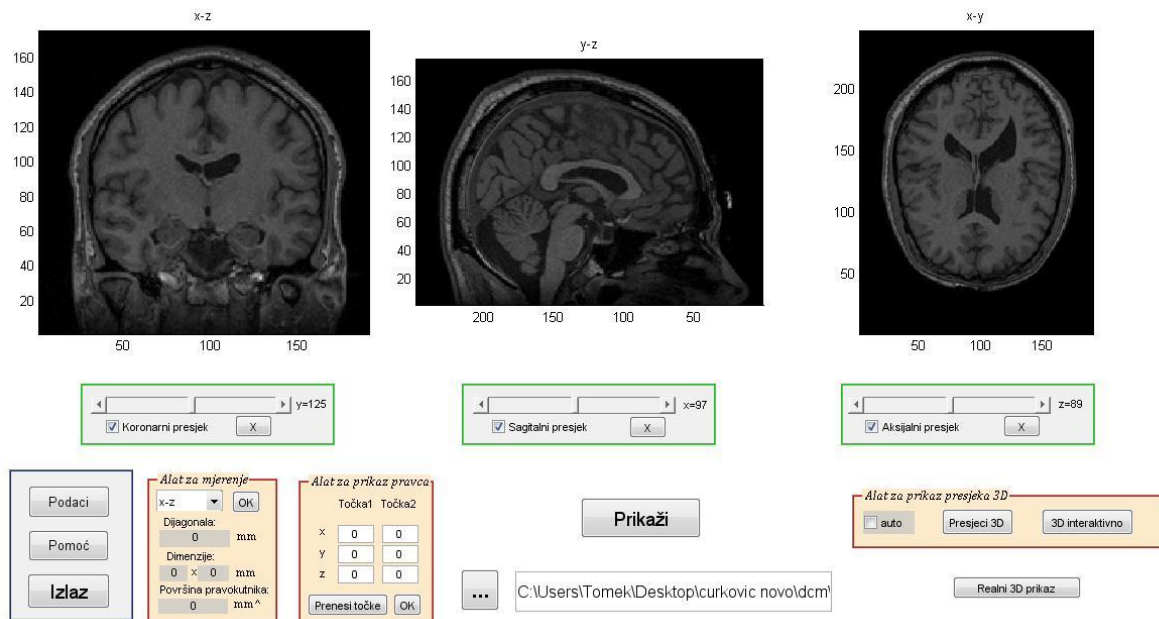 x-z
160
140
120
100
80
60
40
20
50
100
150
y-z
160
140
120
100
80
60
40
20
200
150
100
50
x-y
200
150
100
50
50
100
150
y=125
Koronarni presjek
X
x=97
Sagitalni presjek
X
z=89
Aksijalni presjek
X
Podaci
Pomoć
Izlaz
Alat za mjerenje
x-z
OK
Dijagonala:
0 mm
Dimenzije:
0 x 0 mm
Površina pravokutnika:
0 mm^
Alat za prikaz pravca
Točka1 Točka2
x 0 0
y 0 0
z 0 0
Prenesi točke OK
Prikaži
... C:\Users\Tomek\Desktop\curkovic novo\dcm\
Alat za prikaz presjeka 3D
auto Presjeci 3D 3D interaktivno
Realni 3D prikaz